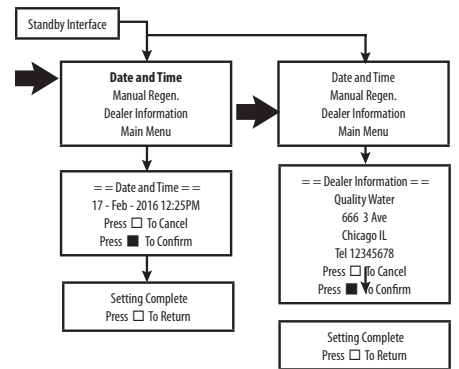 Standby Interface
Date and Time
Manual Regen.
Dealer Information
Main Menu
= = Date and Time = =
17 - Feb - 2016 12:25PM
Press □ To Cancel
Press ■ To Confirm
Setting Complete
Press □ To Return
Date and Time
Manual Regen.
Dealer Information
Main Menu
= = Dealer Information = =
Quality Water
666 3 Ave
Chicago IL
Tel 12345678
Press □ To Cancel
Press ■ To Confirm
Setting Complete
Press □ To Return